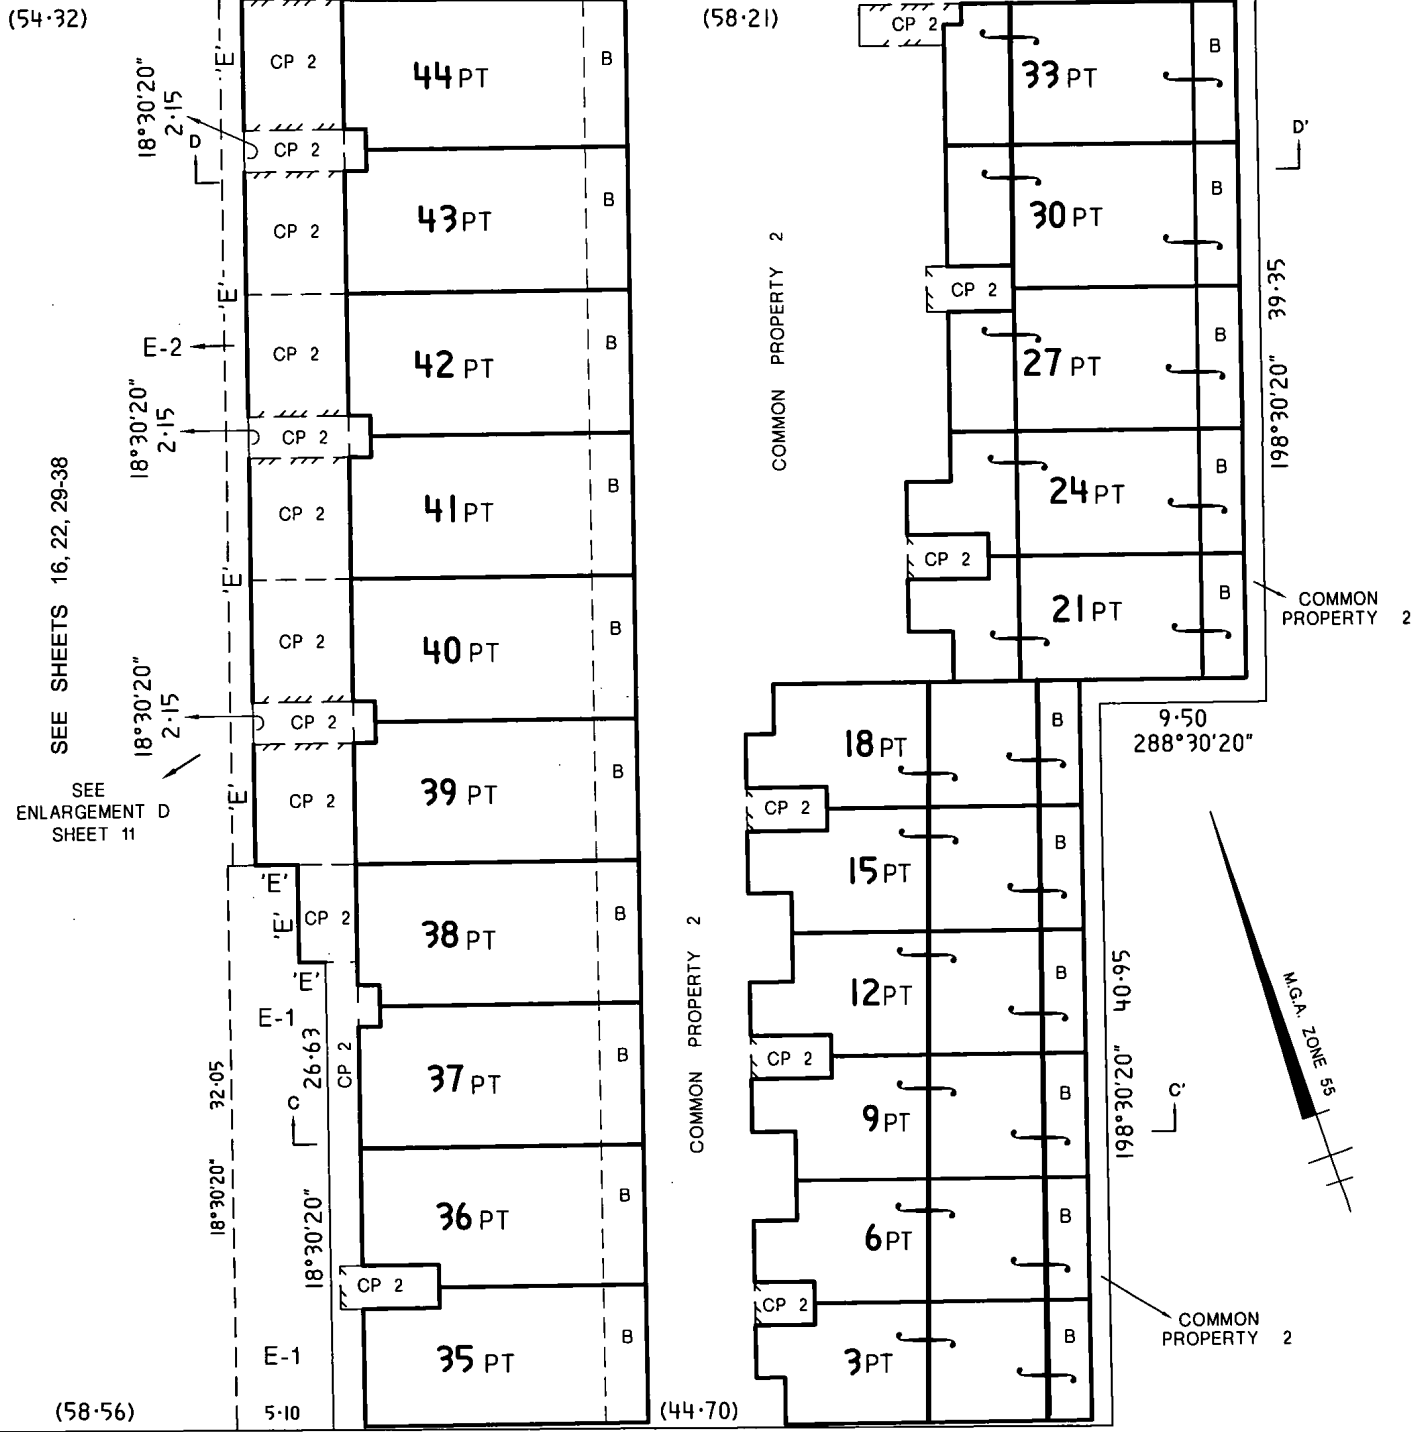 (54·32)
(58·21)
'E'
CP 2
44 PT
B
CP 2
33 PT
B
18°30'20"
2·15
D
CP 2
D'
CP 2
43 PT
B
30 PT
B
COMMON PROPERTY 2
CP 2
198°30'20" 39·35
'E'
E-2
CP 2
42 PT
B
27 PT
B
18°30'20"
2·15
CP 2
CP 2
41 PT
B
24 PT
B
SEE SHEETS 16, 22, 29-38
CP 2
'E'
CP 2
40 PT
B
21 PT
B
COMMON
PROPERTY 2
18°30'20"
2·15
CP 2
18 PT
B
9·50
288°30'20"
SEE
ENLARGEMENT D
SHEET 11
'E'
CP 2
39 PT
B
CP 2
15 PT
B
'E'
'E'
CP 2
38 PT
B
COMMON PROPERTY 2
12 PT
B
198°30'20" 40·95
M.G.A. ZONE 55
'E'
E-1
26·63
CP 2
18°30'20" 32·05
C
37 PT
B
CP 2
9 PT
B
C'
18°30'20"
36 PT
B
6 PT
B
CP 2
CP 2
COMMON
PROPERTY 2
E-1
35 PT
B
3 PT
B
(58·56)
5·10
(44·70)